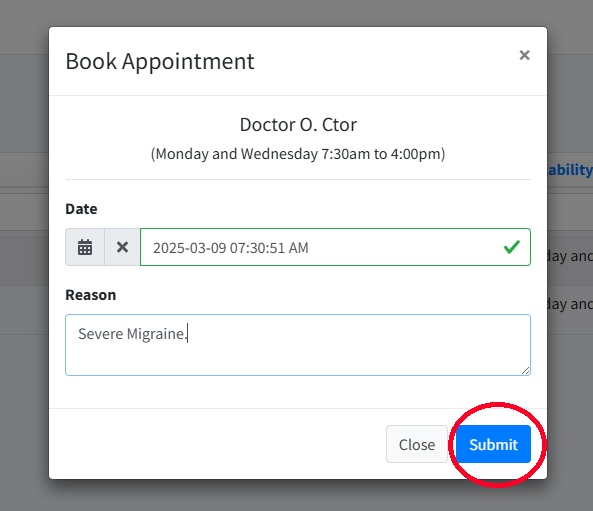 Book Appointment
×
Doctor O. Ctor
(Monday and Wednesday 7:30am to 4:00pm)
ability
Date
2025-03-09 07:30:51 AM
day and
Reason
day and
Severe Migraine.
Close
Submit